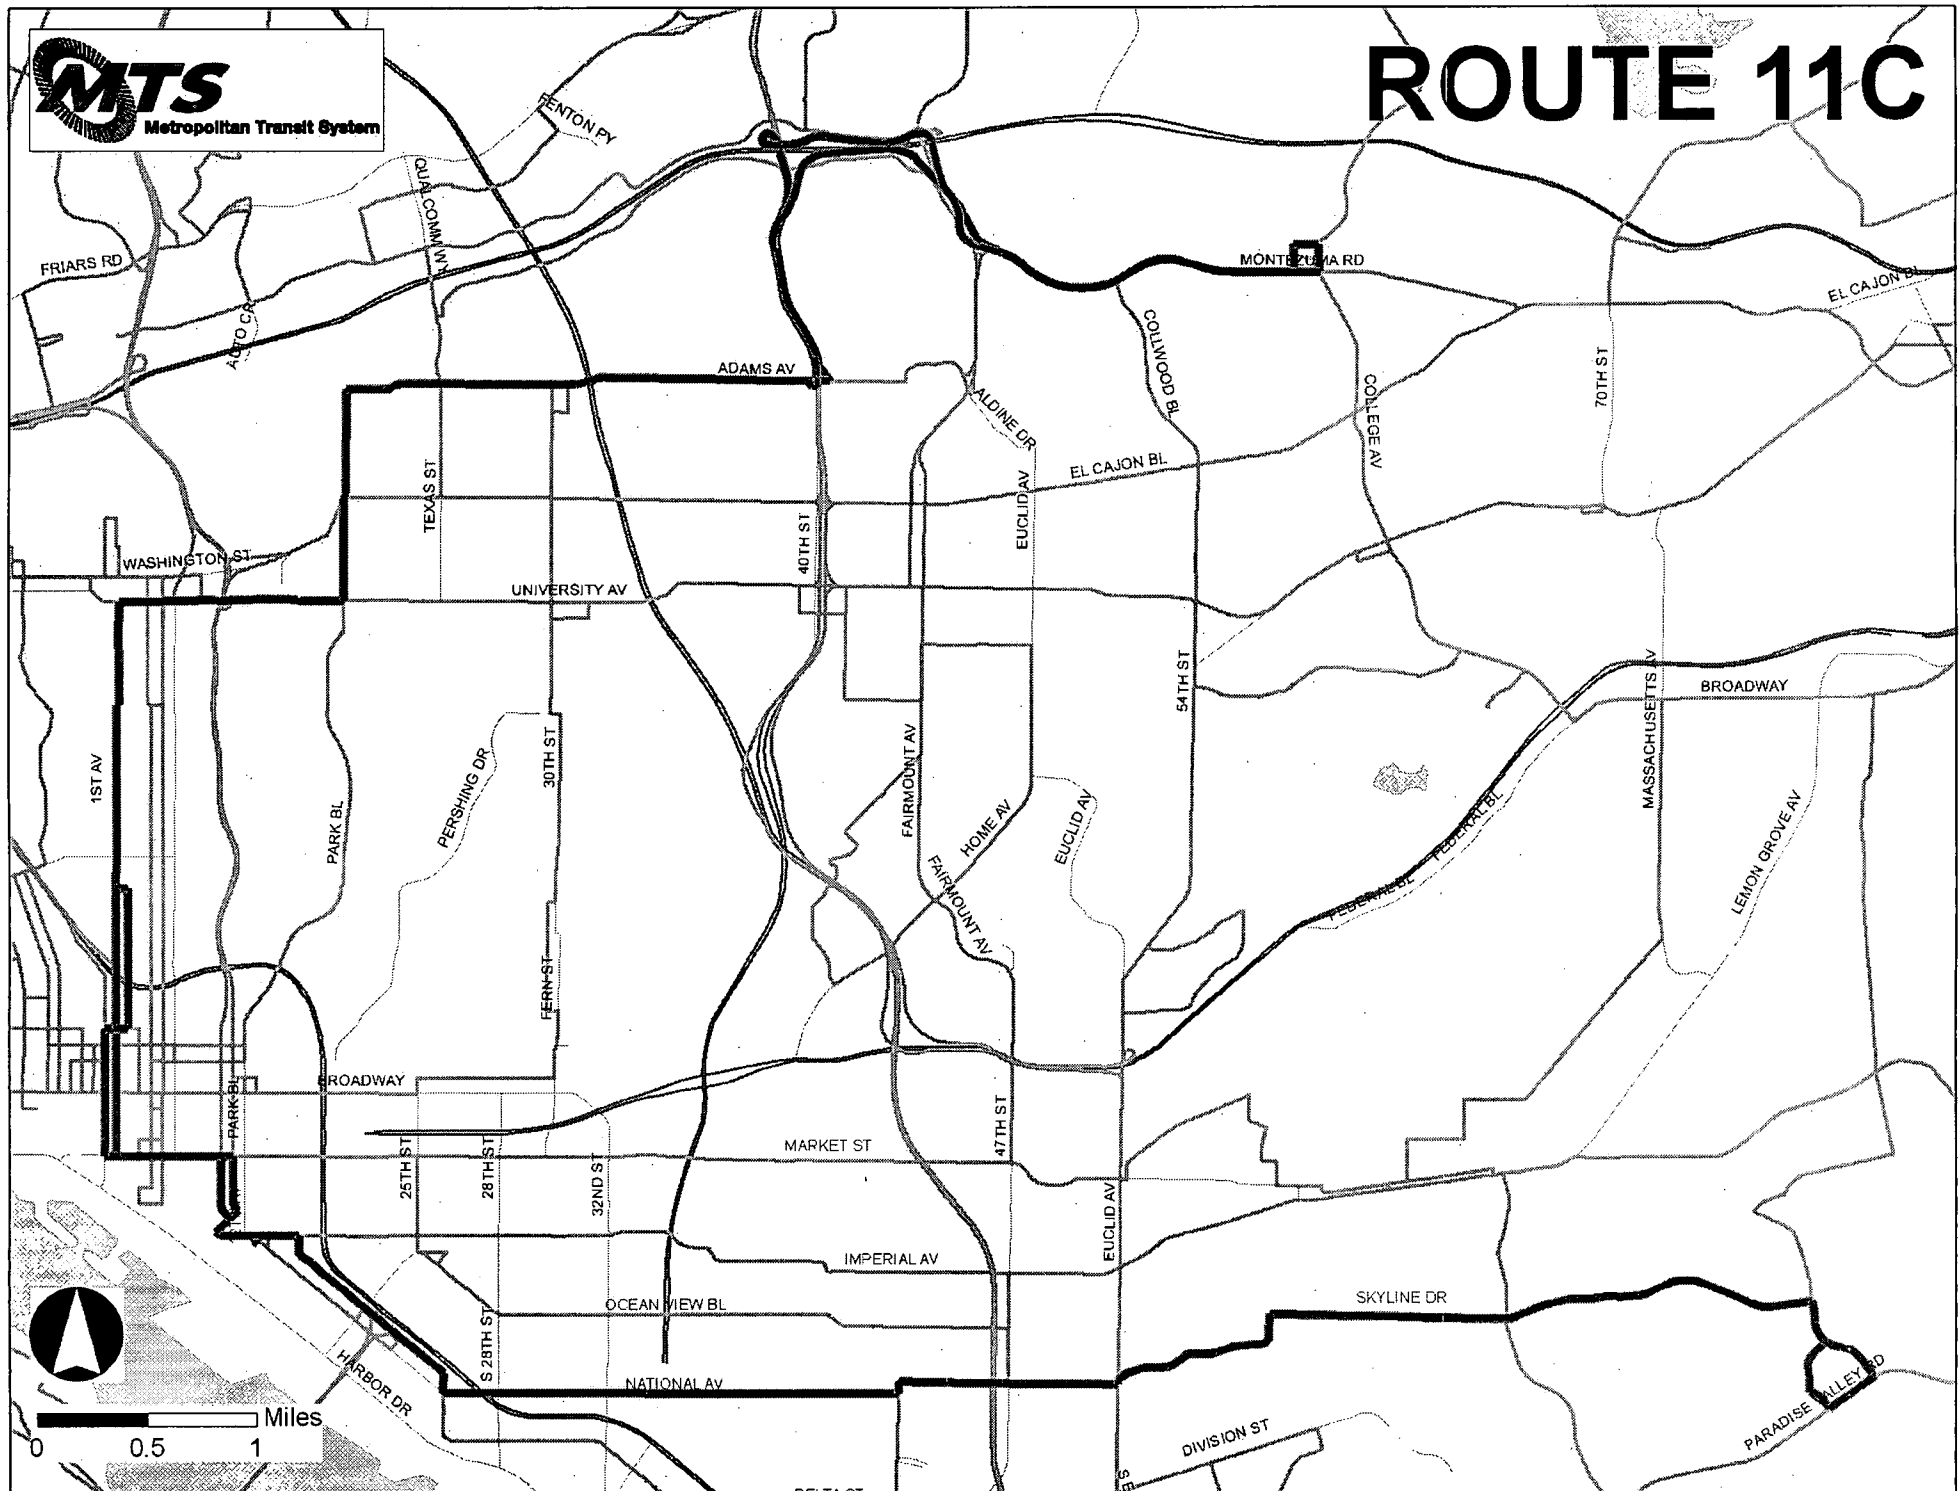 MTS
Metropolitan Transit System
ROUTE 11C
FENTON PY
QUALCOMM WY
FRIARS RD
AUTO CR
MONTEZUMA RD
EL CAJON BL
ADAMS AV
COLLWOOD BL
70TH ST
ALDINE DR
COLLEGE AV
TEXAS ST
EL CAJON BL
EUCLID AV
40TH ST
WASHINGTON ST
UNIVERSITY AV
54TH ST
MASSACHUSETTS AV
BROADWAY
1ST AV
PARK BL
PERSHING DR
30TH ST
FAIRMOUNT AV
HOME AV
EUCLID AV
FEDERAL BL
LEMON GROVE AV
FAIRMOUNT AV
FEDERAL BL
FERN ST
BROADWAY
PARK BL
25TH ST
28TH ST
32ND ST
MARKET ST
47TH ST
EUCLID AV
IMPERIAL AV
OCEAN VIEW BL
SKYLINE DR
S 28TH ST
HARBOR DR
NATIONAL AV
PARADISE VALLEY RD
DIVISION ST
Miles
0 0.5 1